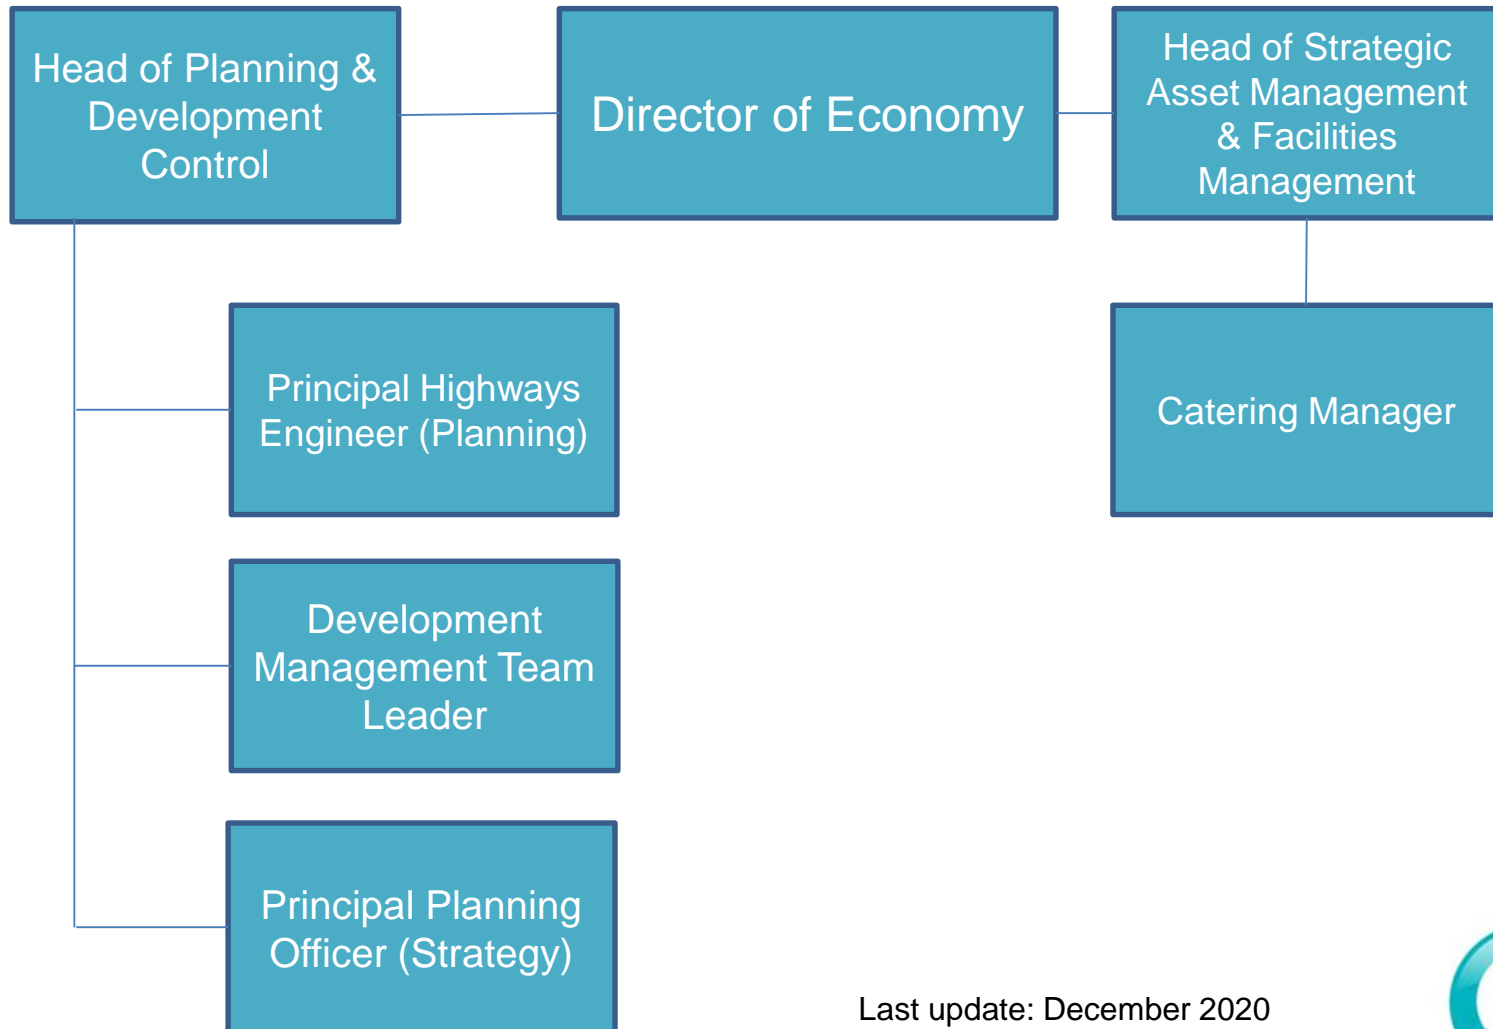 Head of Planning &
Development
Control
Director of Economy
Head of Strategic
Asset Management
& Facilities
Management
Principal Highways
Engineer (Planning)
Catering Manager
Development
Management Team
Leader
Principal Planning
Officer (Strategy)
Last update: December 2020